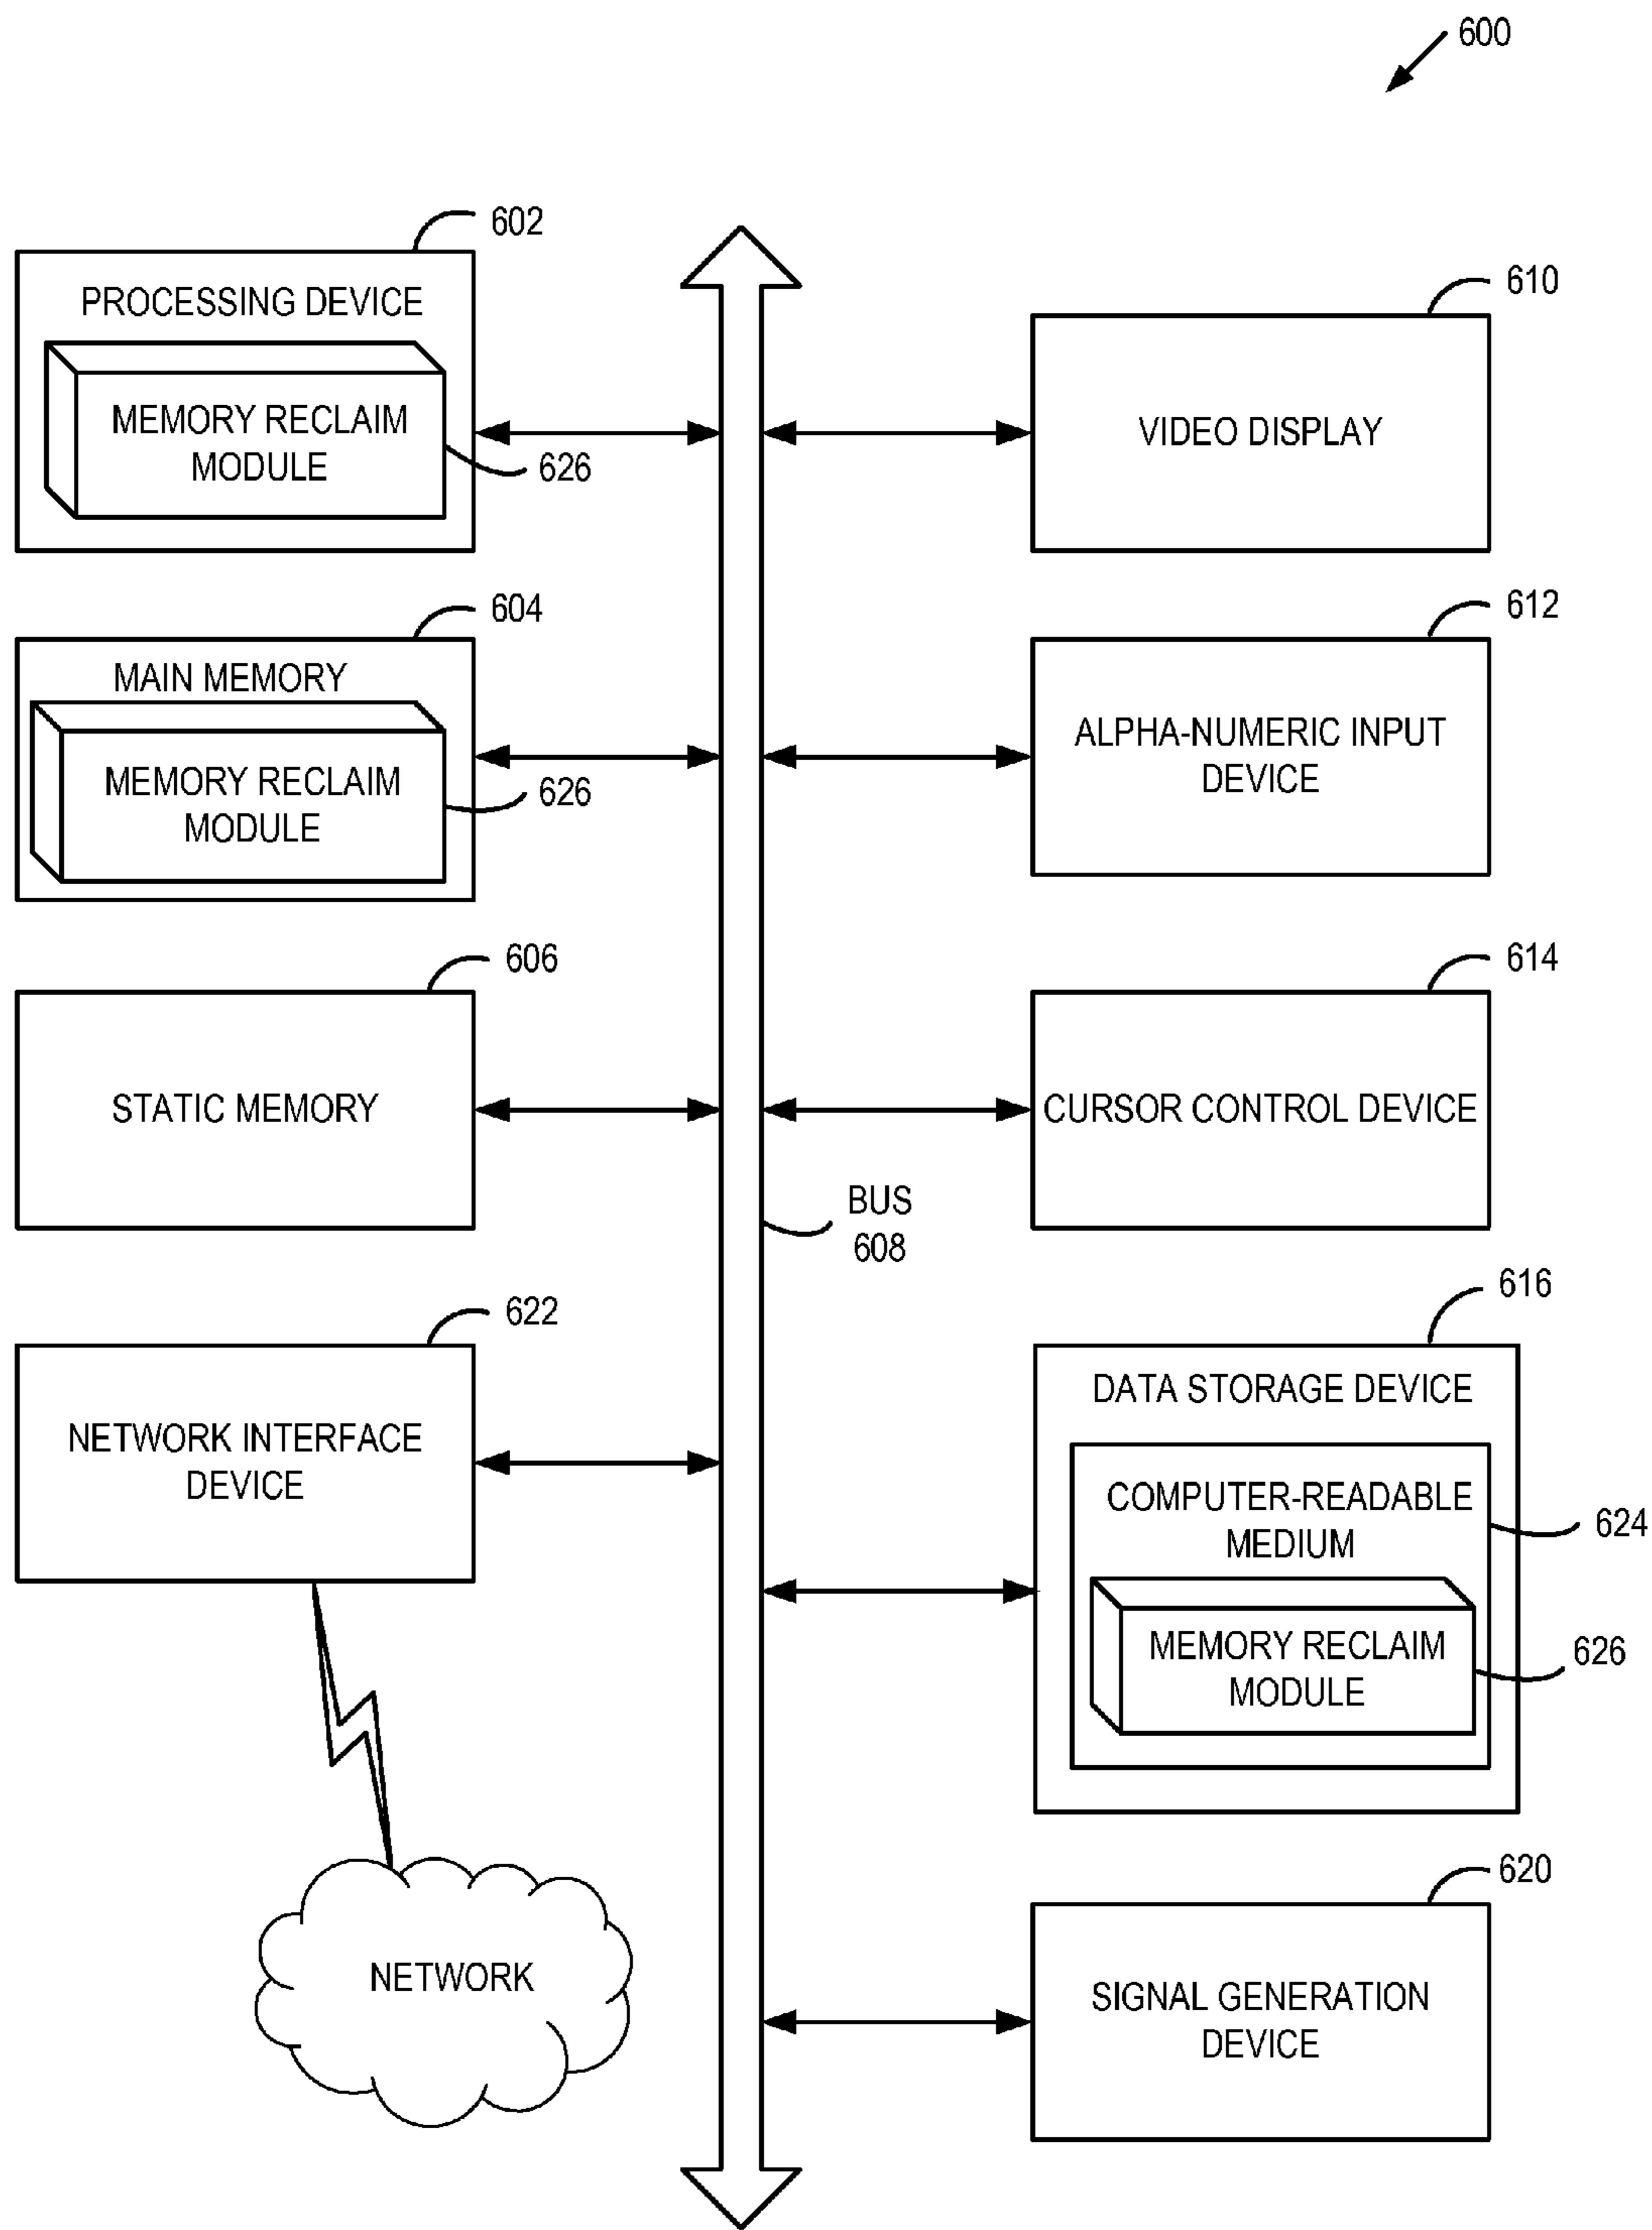 600
602
PROCESSING DEVICE
MEMORY RECLAIM
MODULE
626
604
MAIN MEMORY
MEMORY RECLAIM
MODULE
626
606
STATIC MEMORY
622
NETWORK INTERFACE
DEVICE
NETWORK
BUS
608
610
VIDEO DISPLAY
612
ALPHA-NUMERIC INPUT
DEVICE
614
CURSOR CONTROL DEVICE
616
DATA STORAGE DEVICE
COMPUTER-READABLE
MEDIUM
624
MEMORY RECLAIM
MODULE
626
620
SIGNAL GENERATION
DEVICE